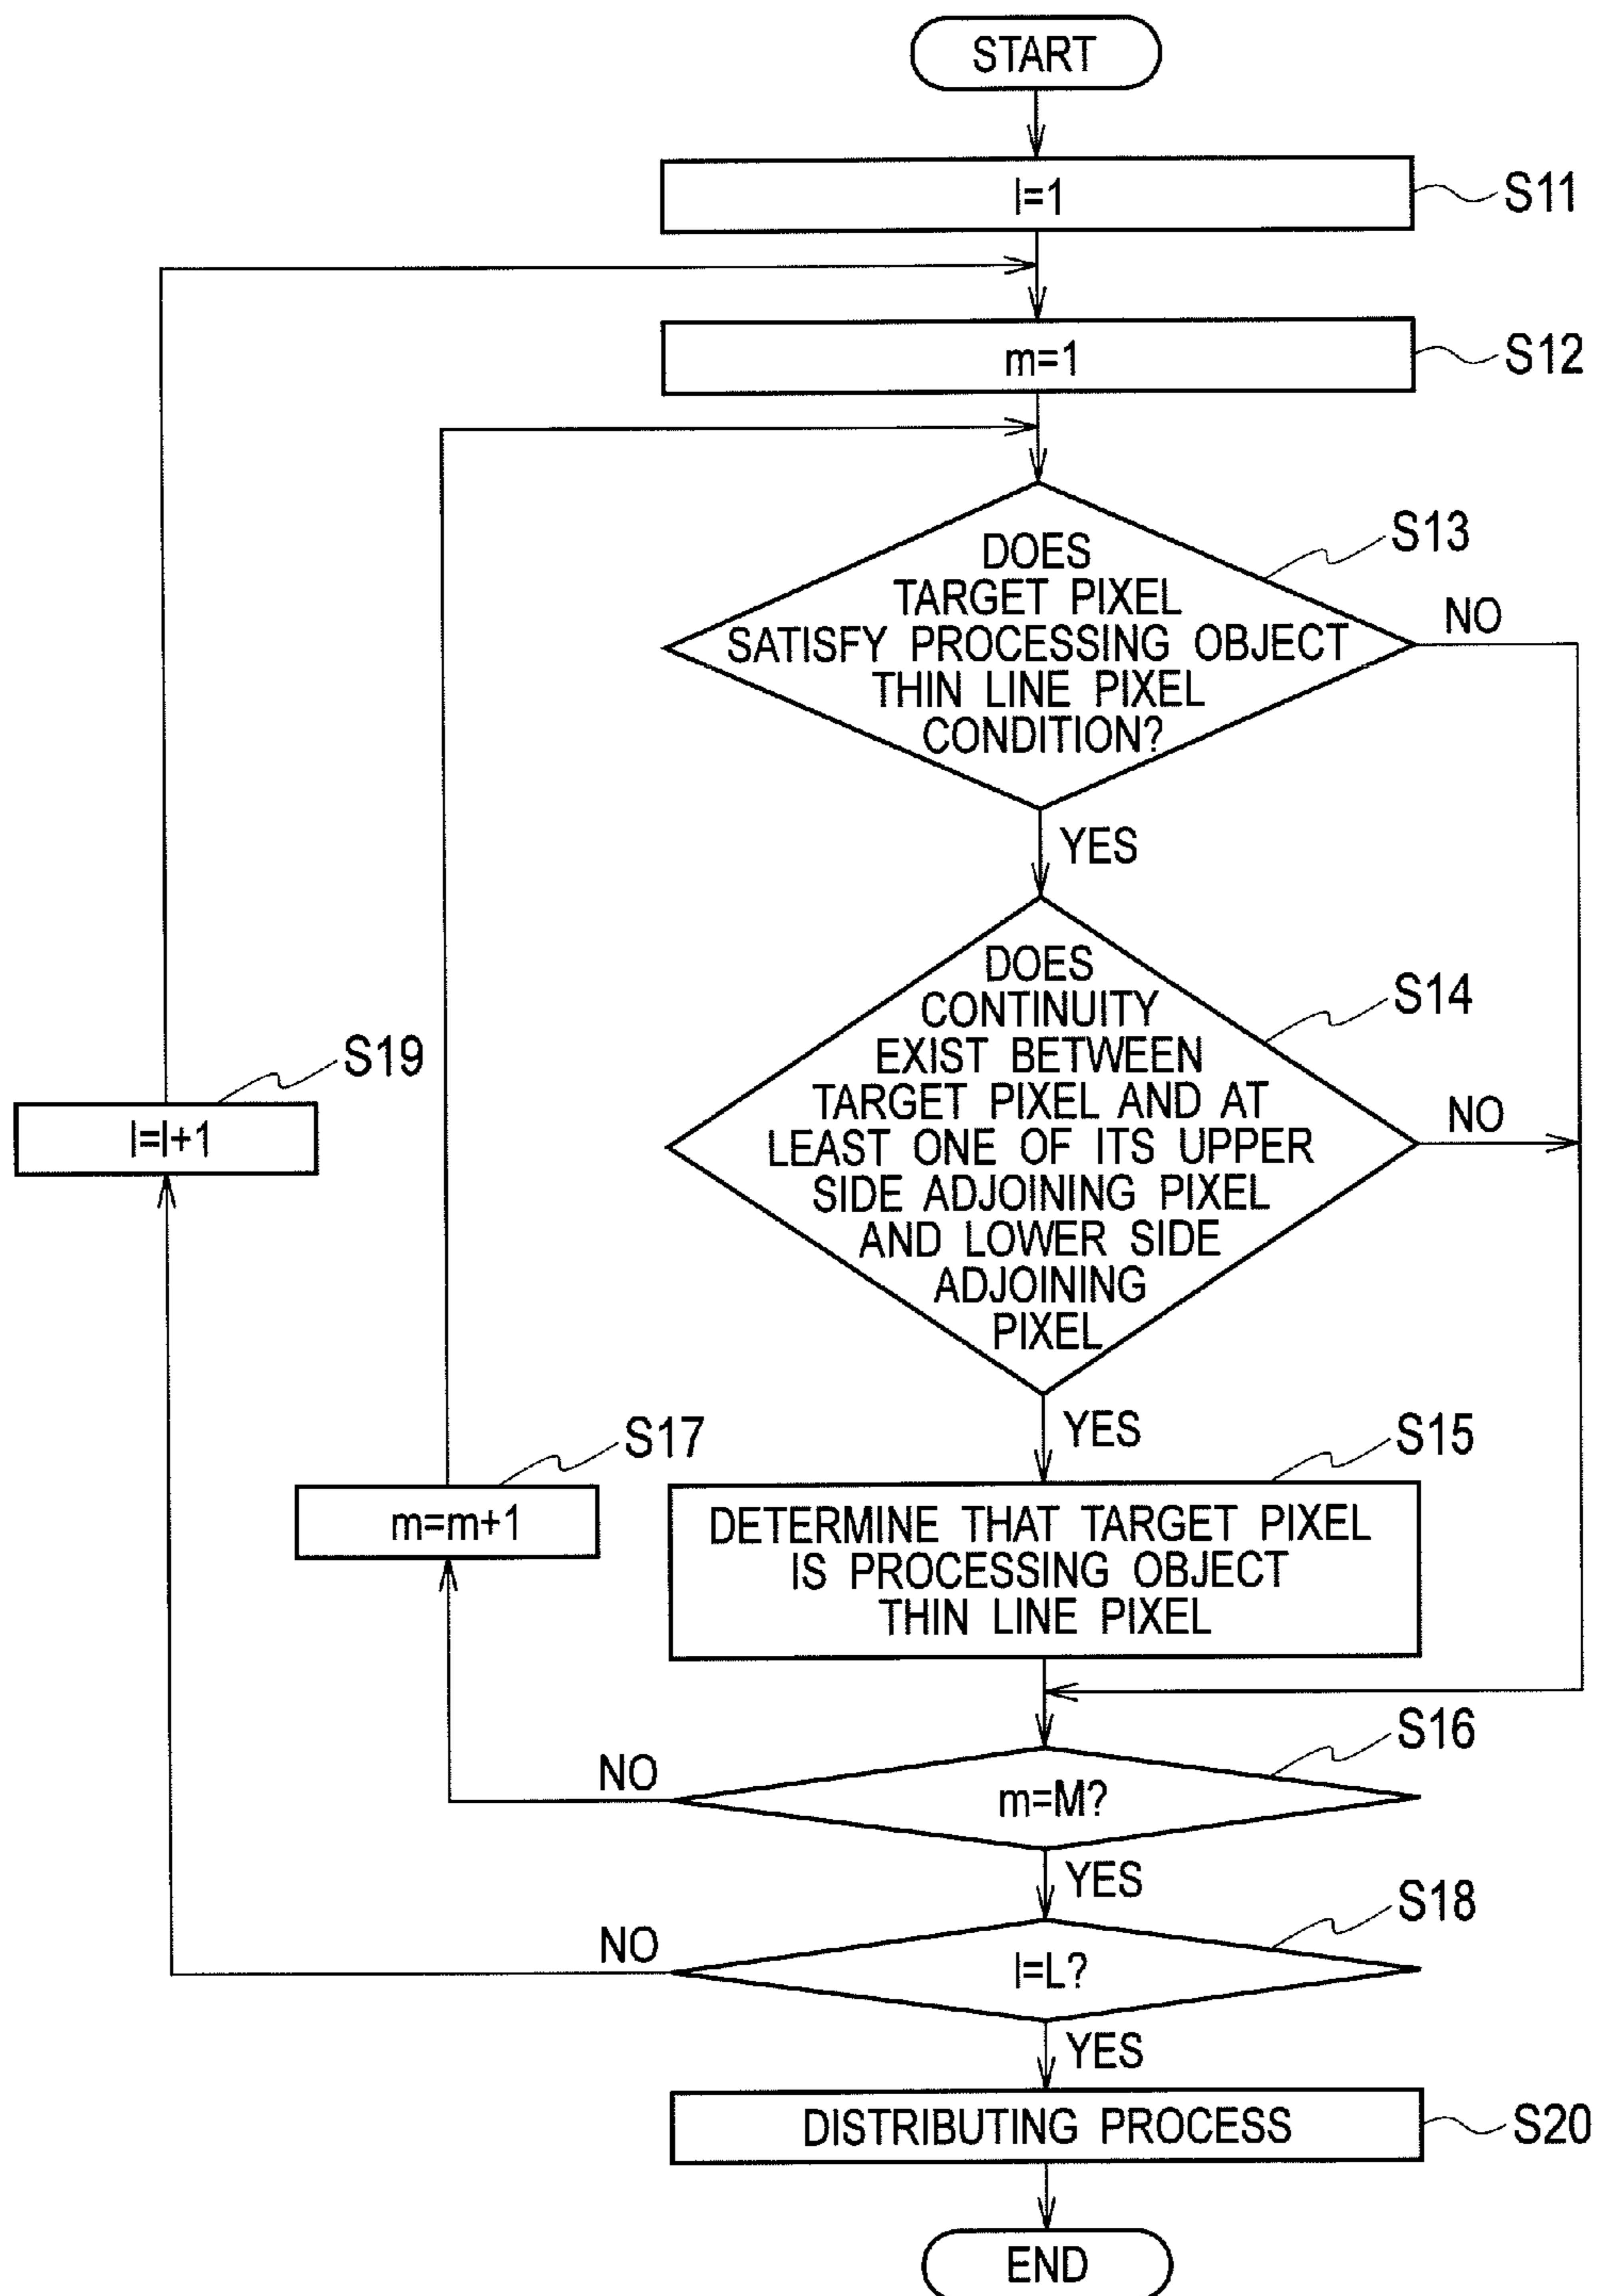 START
l=1
S11
m=1
S12
DOES
TARGET PIXEL
SATISFY PROCESSING OBJECT
THIN LINE PIXEL
CONDITION?
S13
NO
YES
DOES
CONTINUITY
EXIST BETWEEN
TARGET PIXEL AND AT
LEAST ONE OF ITS UPPER
SIDE ADJOINING PIXEL
AND LOWER SIDE
ADJOINING
PIXEL
S14
NO
YES
S19
l=l+1
S17
m=m+1
DETERMINE THAT TARGET PIXEL
IS PROCESSING OBJECT
THIN LINE PIXEL
S15
S16
NO
m=M?
YES
S18
NO
l=L?
YES
DISTRIBUTING PROCESS
S20
END